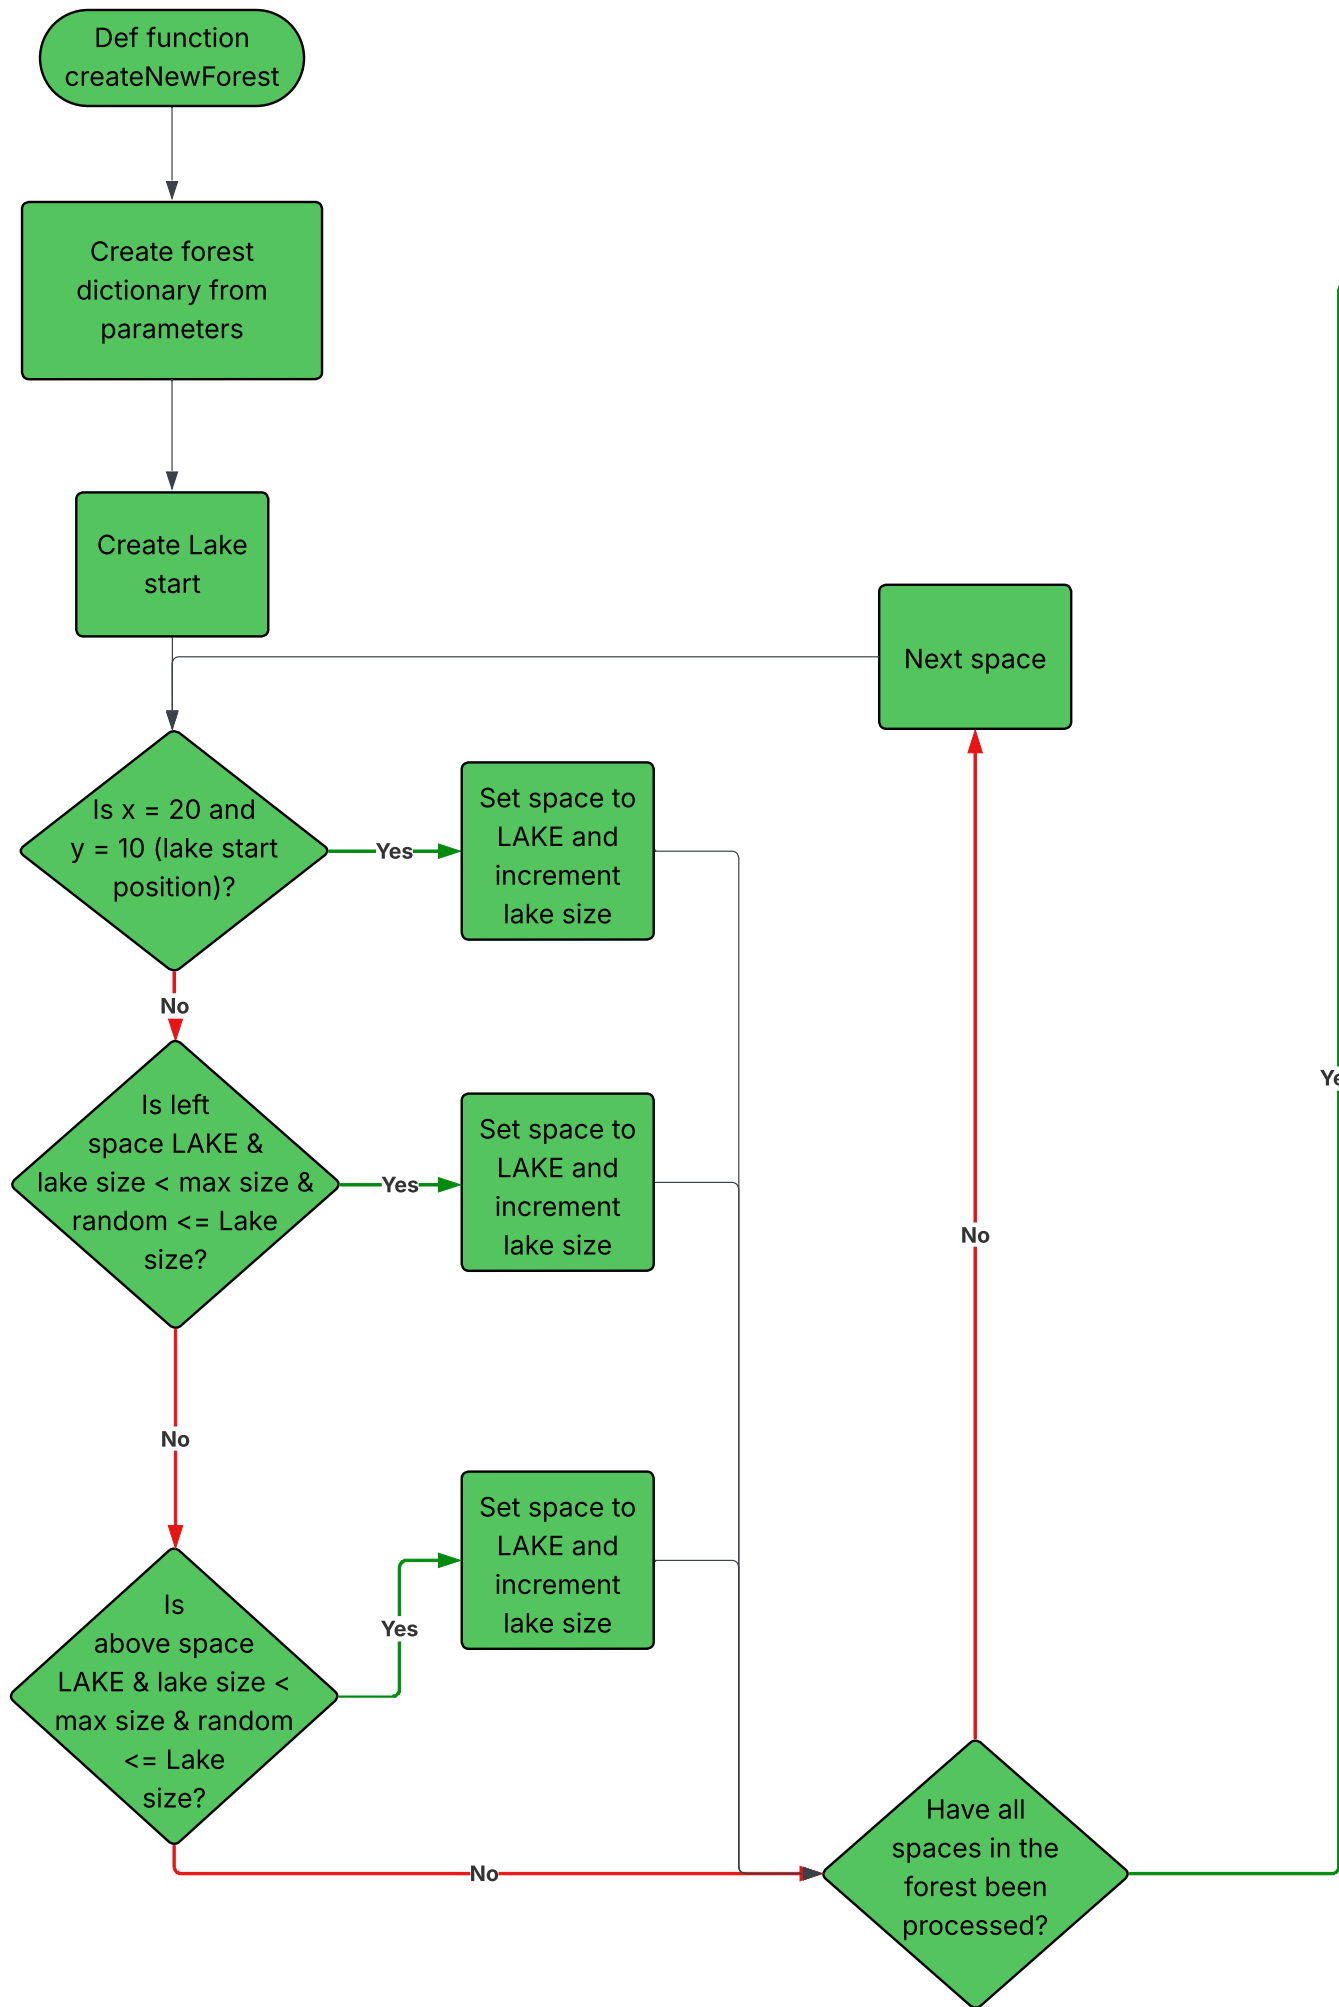 Def function
createNewForest
Create forest
dictionary from
parameters
Create Lake
start
Next space
Is x = 20 and
y = 10 (lake start
position)?
Yes
Set space to
LAKE and
increment
lake size
No
Is left
space LAKE &
lake size < max size &
random <= Lake
size?
Yes
Set space to
LAKE and
increment
lake size
No
No
Is
above space
LAKE & lake size <
max size & random
<= Lake
size?
Yes
Set space to
LAKE and
increment
lake size
No
Have all
spaces in the
forest been
processed?